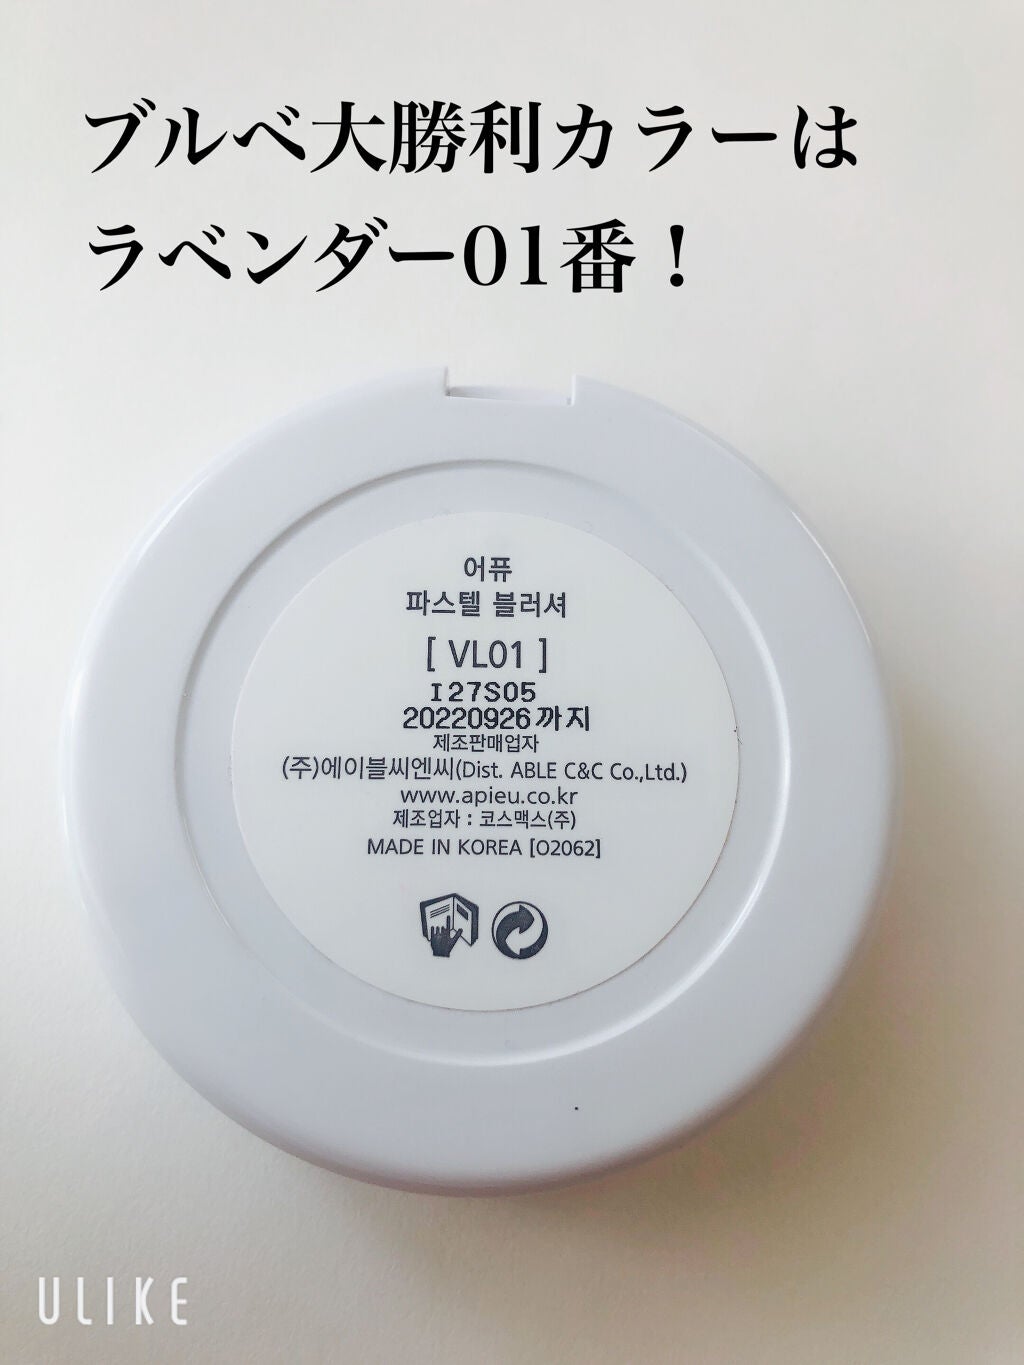 ブルベ大勝利カラーは
ラベンダー01番！
어퓨
파스텔 블러셔
[ VL01 ]
I27S05
20220926까지
제조판매업자
(주)에이블씨엔씨(Dist. ABLE C&C Co.,Ltd.)
www.apieu.co.kr
제조업자 : 코스맥스(주)
MADE IN KOREA [O2062]
ULIKE